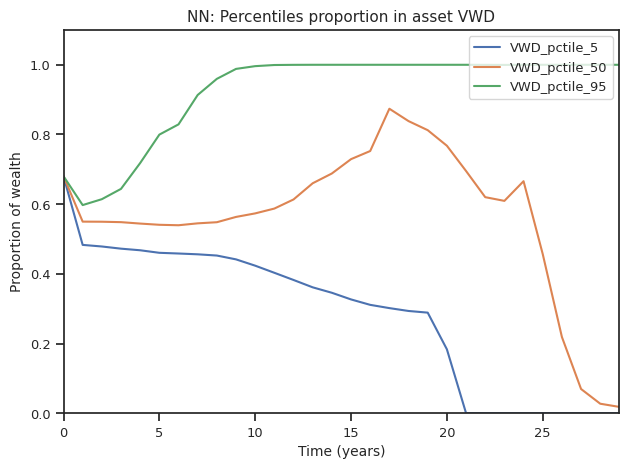 NN: Percentiles proportion in asset VWD
VWD_pctile_5
VWD_pctile_50
VWD_pctile_95
Proportion of wealth
1.0
0.8
0.6
0.4
0.2
0.0
0 5 10 15 20 25
Time (years)